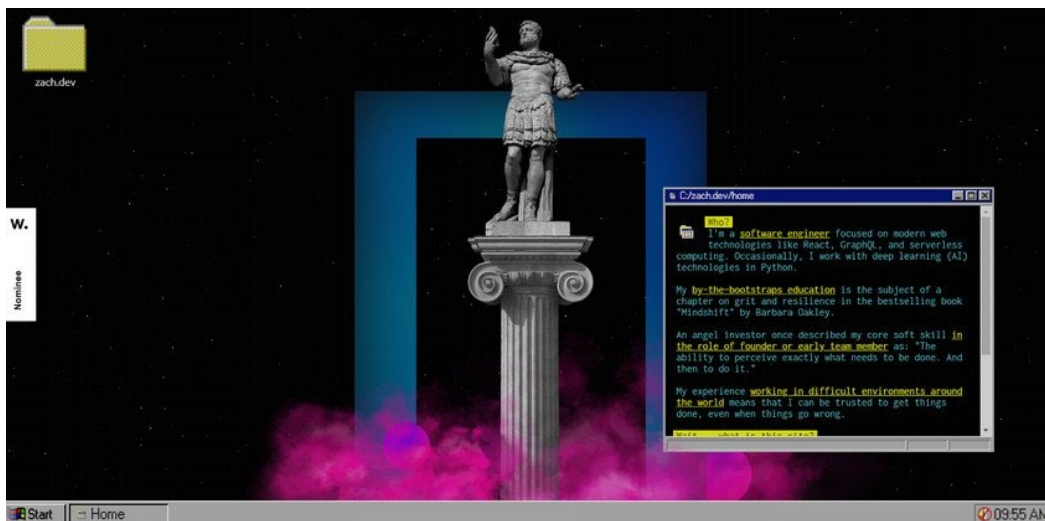 zach.dev
W.
Nominee
C:/zach.dev/home
Who?
I'm a software engineer focused on modern web
technologies like React, GraphQL, and serverless
computing. Occasionally, I work with deep learning (AI)
technologies in Python.
My by-the-bootstraps education is the subject of a
chapter on grit and resilience in the bestselling book
"Mindshift" by Barbara Oakley.
An angel investor once described my core soft skill in
the role of founder or early team member as: "The
ability to perceive exactly what needs to be done. And
then to do it."
My experience working in difficult environments around
the world means that I can be trusted to get things
done, even when things go wrong.
Wait... what is this site?
Start
Home
09:55 AM